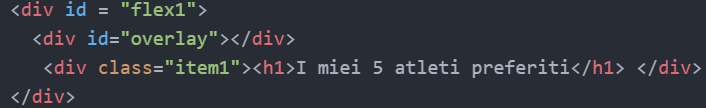 <div id = "flex1">
<div id="overlay"></div>
<div class="item1"><h1>I miei 5 atleti preferiti</h1> </div>
</div>